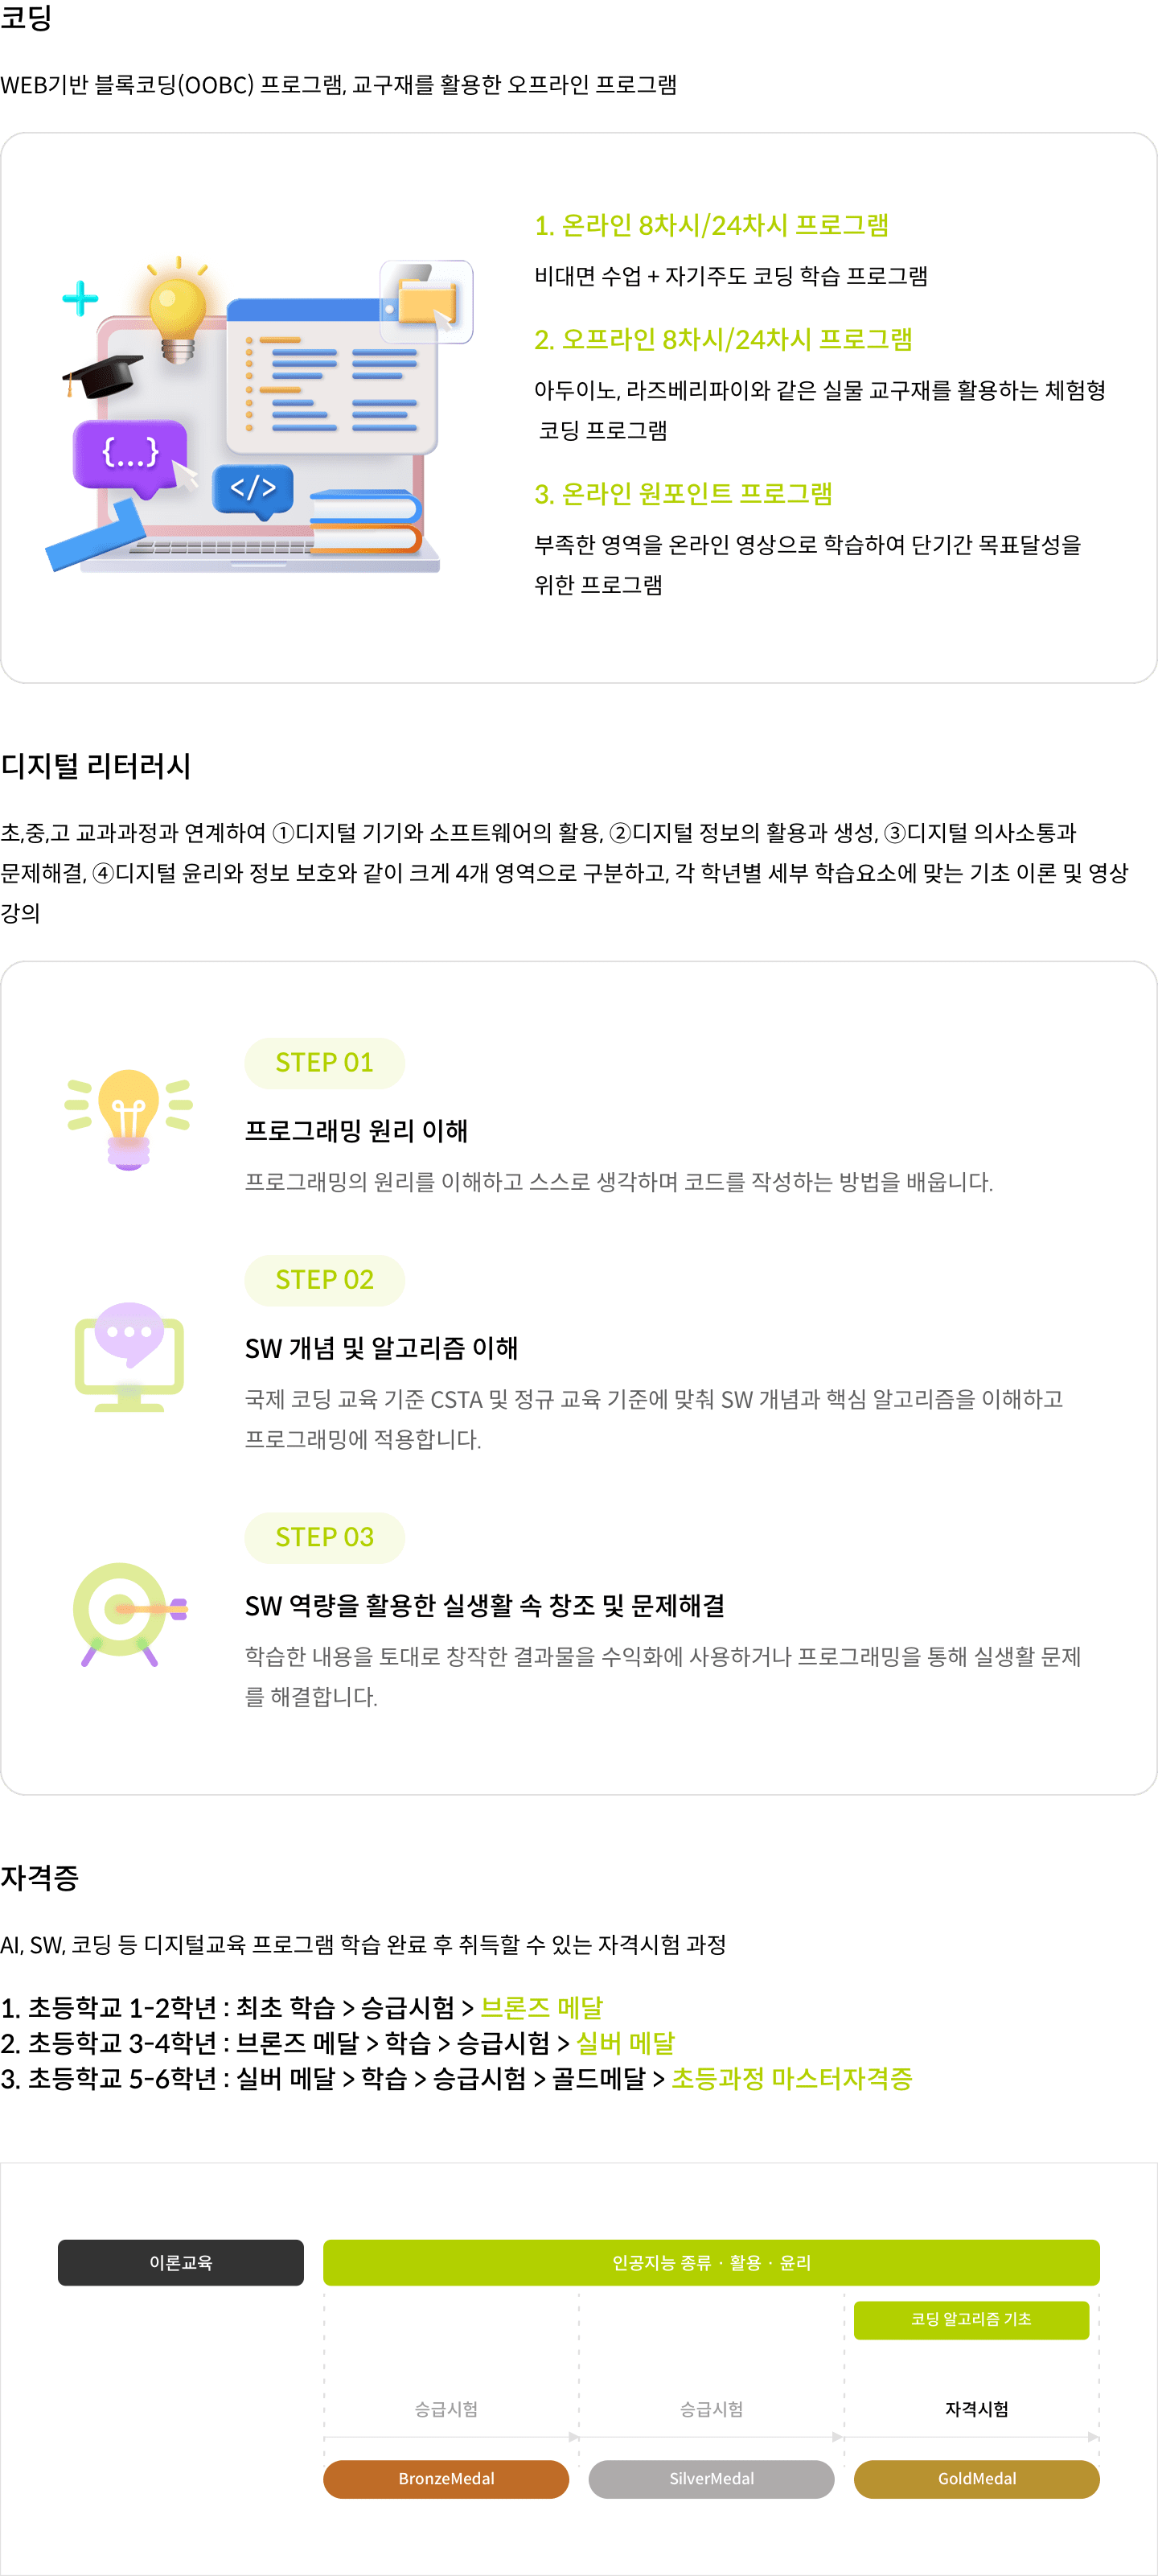 코딩
WEB기반 블록코딩(OOBC) 프로그램, 교구재를 활용한 오프라인 프로그램
1. 온라인 8차시/24차시 프로그램
비대면 수업 + 자기주도 코딩 학습 프로그램
2. 오프라인 8차시/24차시 프로그램
아두이노, 라즈베리파이와 같은 실물 교구재를 활용하는 체험형
코딩 프로그램
{...}
</>
3. 온라인 원포인트 프로그램
부족한 영역을 온라인 영상으로 학습하여 단기간 목표달성을
위한 프로그램
디지털 리터러시
초,중,고 교과과정과 연계하여 ①디지털 기기와 소프트웨어의 활용, ②디지털 정보의 활용과 생성, ③디지털 의사소통과
문제해결, ④디지털 윤리와 정보 보호와 같이 크게 4개 영역으로 구분하고, 각 학년별 세부 학습요소에 맞는 기초 이론 및 영상
강의
STEP 01
프로그래밍 원리 이해
프로그래밍의 원리를 이해하고 스스로 생각하며 코드를 작성하는 방법을 배웁니다.
STEP 02
SW 개념 및 알고리즘 이해
국제 코딩 교육 기준 CSTA 및 정규 교육 기준에 맞춰 SW 개념과 핵심 알고리즘을 이해하고
프로그래밍에 적용합니다.
STEP 03
SW 역량을 활용한 실생활 속 창조 및 문제해결
학습한 내용을 토대로 창작한 결과물을 수익화에 사용하거나 프로그래밍을 통해 실생활 문제
를 해결합니다.
자격증
AI, SW, 코딩 등 디지털교육 프로그램 학습 완료 후 취득할 수 있는 자격시험 과정
1. 초등학교 1-2학년 : 최초 학습 > 승급시험 > 브론즈 메달
2. 초등학교 3-4학년 : 브론즈 메달 > 학습 > 승급시험 > 실버 메달
3. 초등학교 5-6학년 : 실버 메달 > 학습 > 승급시험 > 골드메달 > 초등과정 마스터자격증
이론교육
인공지능 종류 · 활용 · 윤리
코딩 알고리즘 기초
승급시험
승급시험
자격시험
BronzeMedal
SilverMedal
GoldMedal